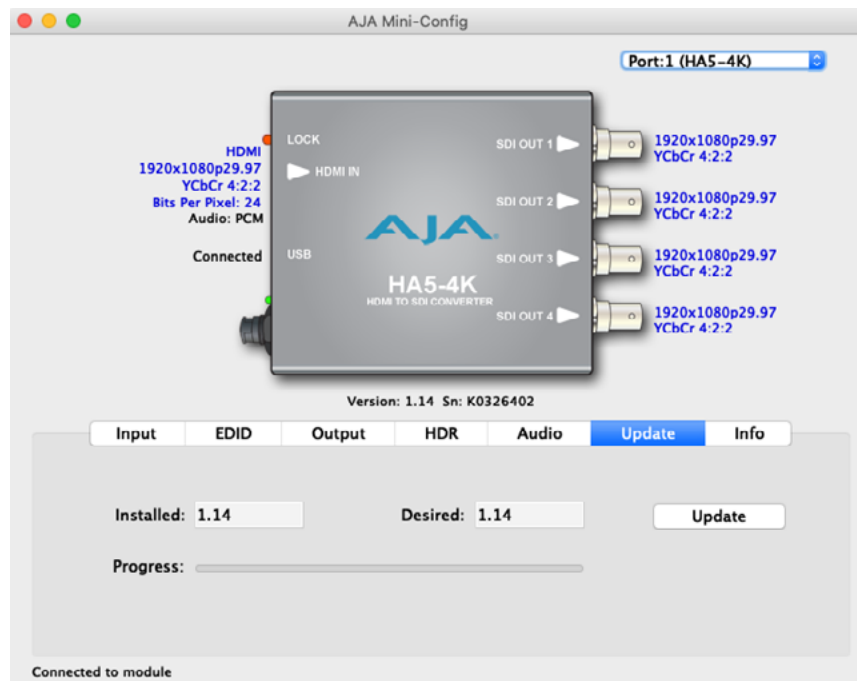 AJA Mini-Config
Port:1 (HA5-4K)
HDMI
1920x1080p29.97
YCbCr 4:2:2
Bits Per Pixel: 24
Audio: PCM
Connected
LOCK
HDMI IN
USB
AJA
HA5-4K
HDMI TO SDI CONVERTER
SDI OUT 1
SDI OUT 2
SDI OUT 3
SDI OUT 4
1920x1080p29.97
YCbCr 4:2:2
1920x1080p29.97
YCbCr 4:2:2
1920x1080p29.97
YCbCr 4:2:2
1920x1080p29.97
YCbCr 4:2:2
Version: 1.14 Sn: K0326402
Input EDID Output HDR Audio Update Info
Installed: 1.14 Desired: 1.14 Update
Progress:
Connected to module